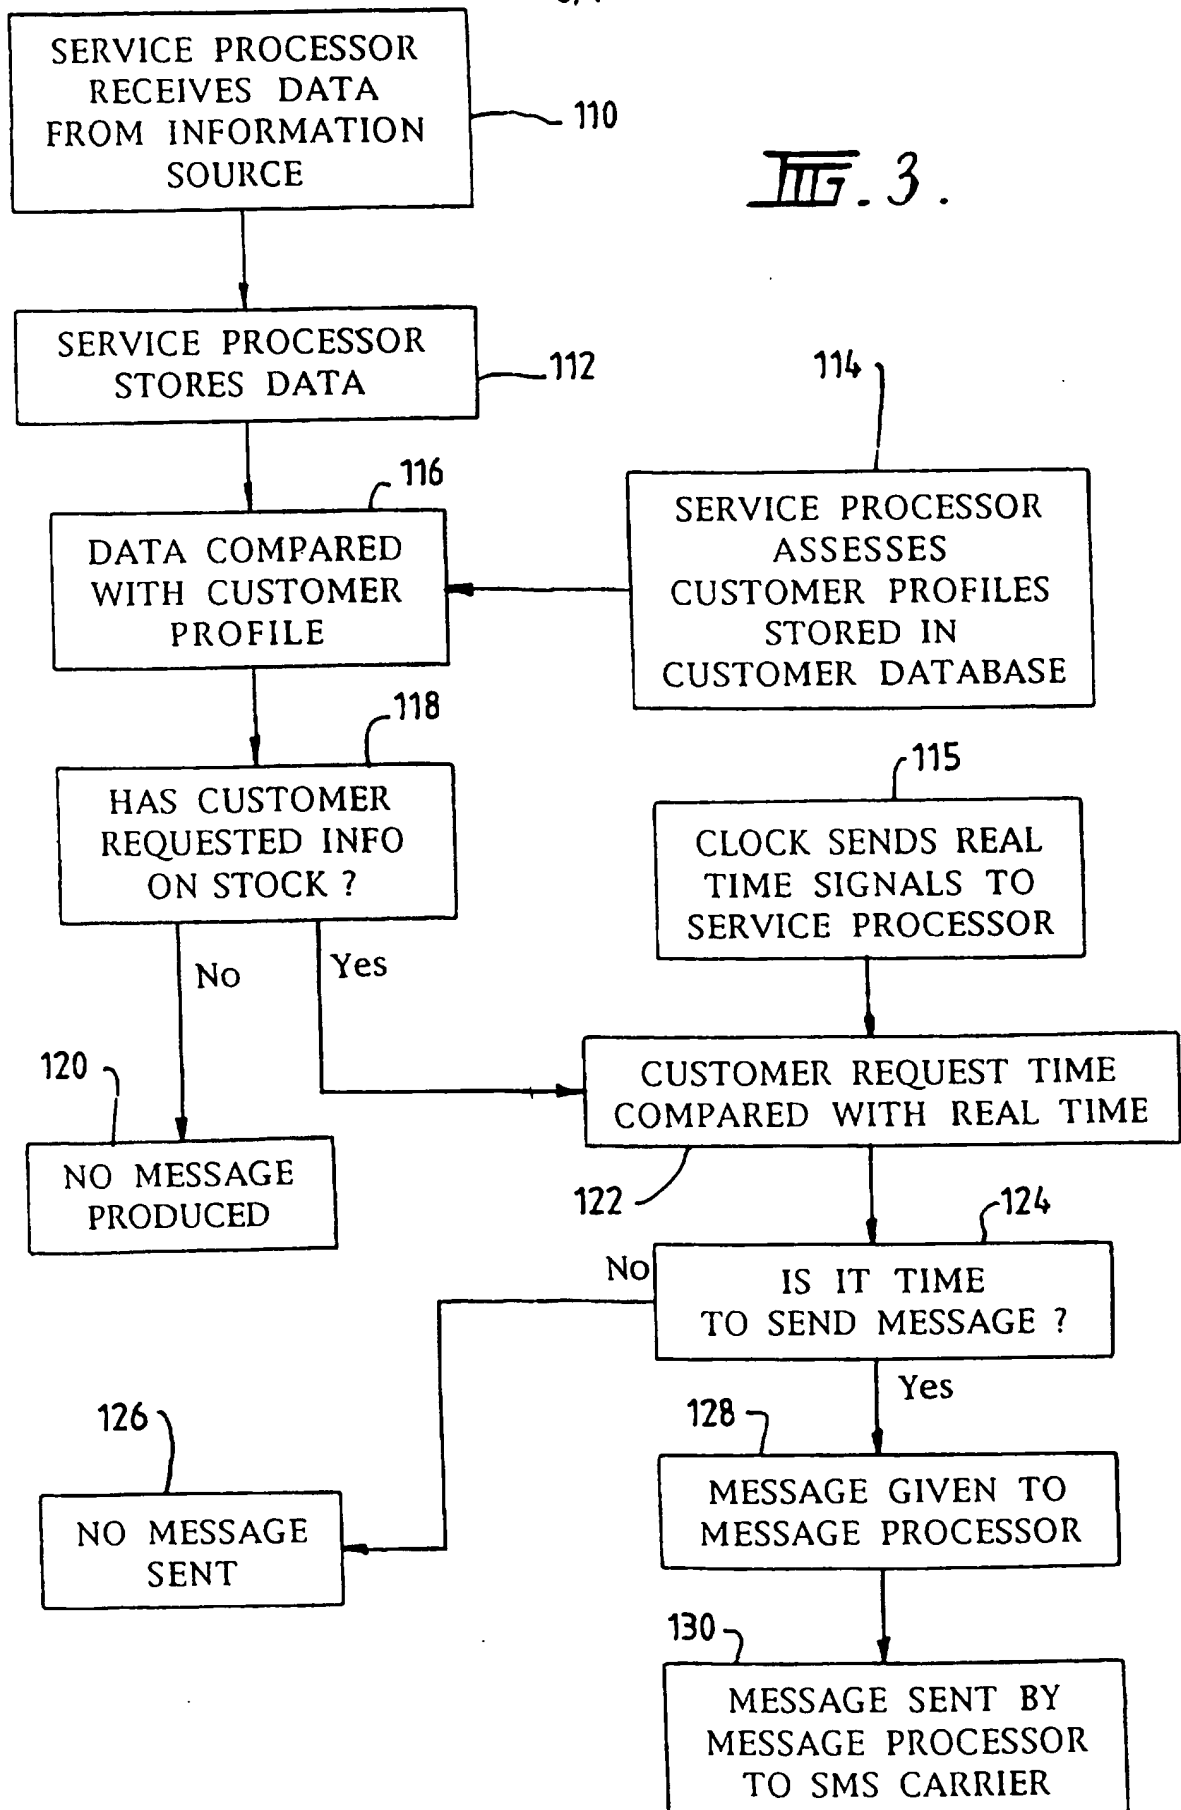 SERVICE PROCESSOR
RECEIVES DATA
FROM INFORMATION
SOURCE
110
FIG. 3.
SERVICE PROCESSOR
STORES DATA
112
114
116
DATA COMPARED
WITH CUSTOMER
PROFILE
SERVICE PROCESSOR
ASSESSES
CUSTOMER PROFILES
STORED IN
CUSTOMER DATABASE
118
HAS CUSTOMER
REQUESTED INFO
ON STOCK ?
115
CLOCK SENDS REAL
TIME SIGNALS TO
SERVICE PROCESSOR
No
Yes
120
NO MESSAGE
PRODUCED
CUSTOMER REQUEST TIME
COMPARED WITH REAL TIME
122
124
No
IS IT TIME
TO SEND MESSAGE ?
Yes
126
NO MESSAGE
SENT
128
MESSAGE GIVEN TO
MESSAGE PROCESSOR
130
MESSAGE SENT BY
MESSAGE PROCESSOR
TO SMS CARRIER